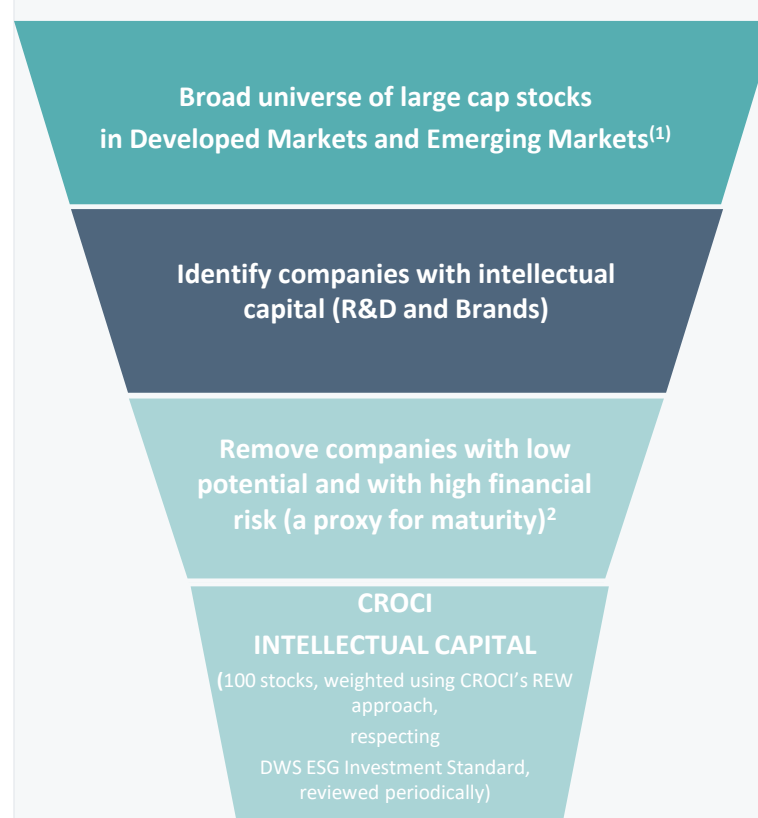 Broad universe of large cap stocks
in Developed Markets and Emerging Markets(1)
Identify companies with intellectual
capital (R&D and Brands)
Remove companies with low
potential and with high financial
risk (a proxy for maturity)2
CROCI
INTELLECTUAL CAPITAL
(100 stocks, weighted using CROCI’s REW
approach,
respecting
DWS ESG Investment Standard,
reviewed periodically)